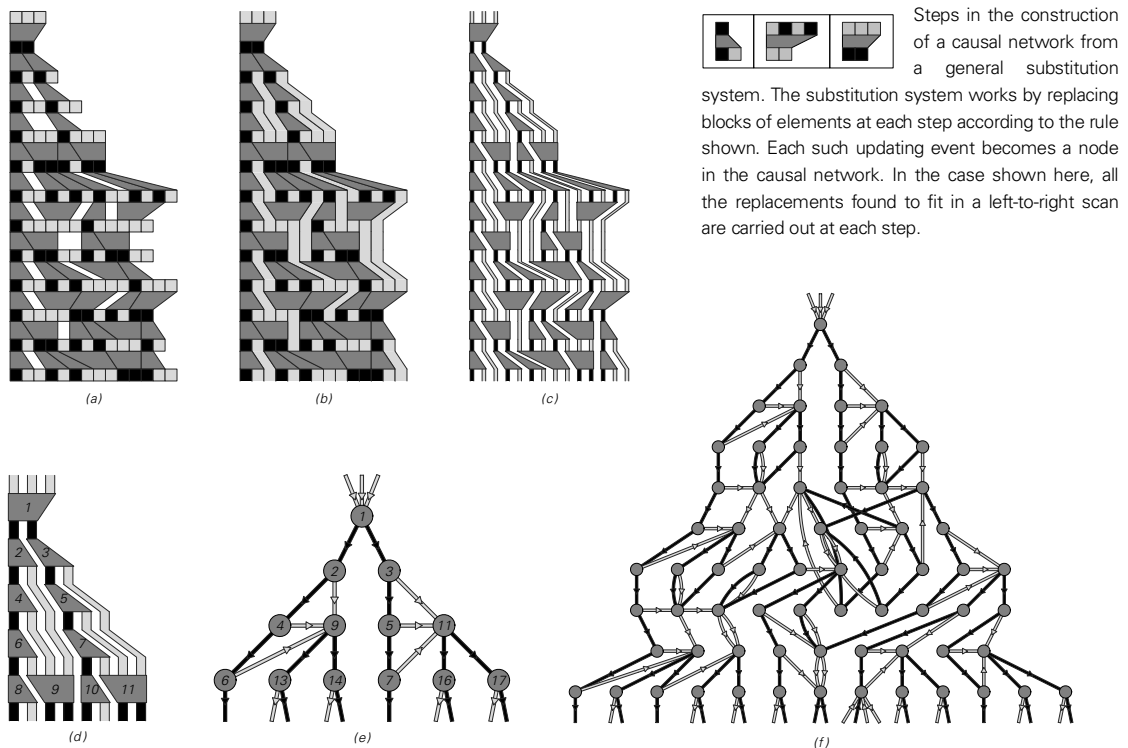 Steps in the construction
of a causal network from
a general substitution
system. The substitution system works by replacing
blocks of elements at each step according to the rule
shown. Each such updating event becomes a node
in the causal network. In the case shown here, all
the replacements found to fit in a left-to-right scan
are carried out at each step.
(a)
(b)
(c)
1
2 3
4 5
6 7
8 9 10 11
(d)
1
2 3
4 9 5 11
6 13 14 7 16 17
(e)
(f)